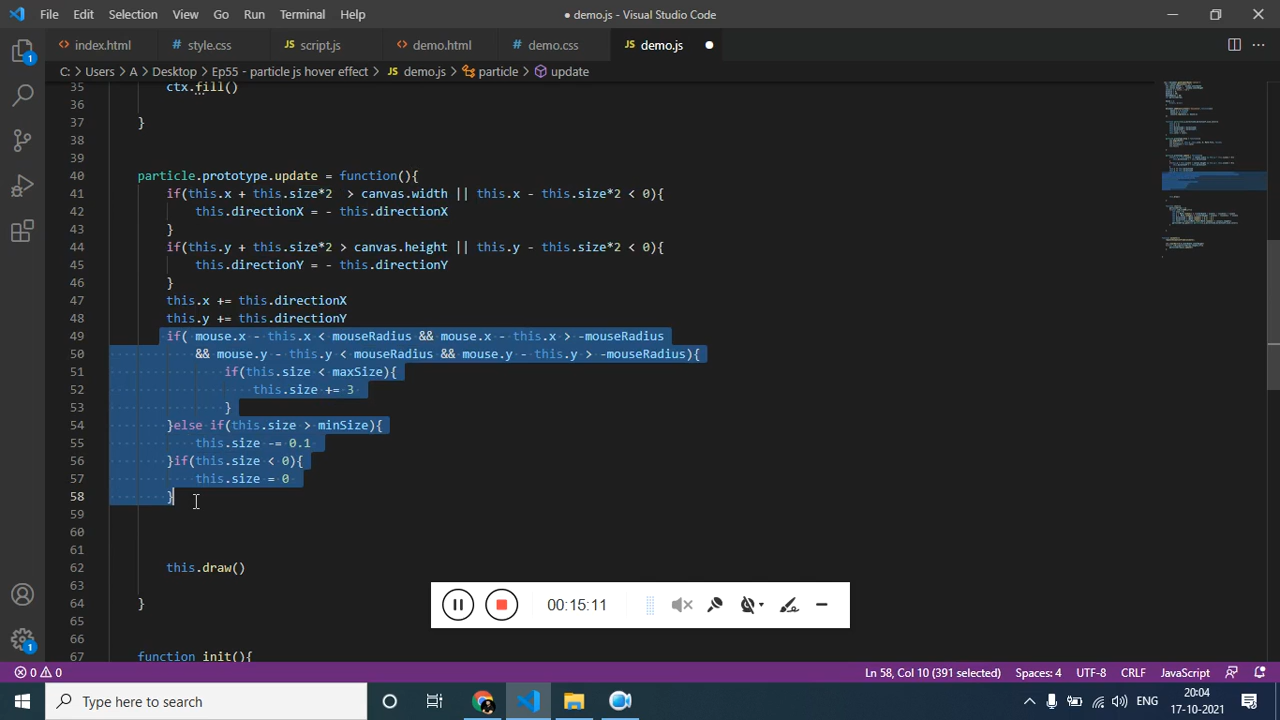 File Edit Selection View Go Run Terminal Help
● demo.js - Visual Studio Code
index.html style.css script.js demo.html demo.css demo.js
C: > Users > A > Desktop > Ep55 - particle js hover effect > demo.js > particle > update
35 ctx.fill()
36
37 }
38
39
40 particle.prototype.update = function(){
41 if(this.x + this.size*2  > canvas.width || this.x - this.size*2 < 0){
42 this.directionX = - this.directionX
43 }
44 if(this.y + this.size*2 > canvas.height || this.y - this.size*2 < 0){
45 this.directionY = - this.directionY
46 }
47 this.x += this.directionX
48 this.y += this.directionY
49 if( mouse.x - this.x < mouseRadius && mouse.x - this.x > -mouseRadius
50 && mouse.y - this.y < mouseRadius && mouse.y - this.y > -mouseRadius){
51 if(this.size < maxSize){
52 this.size += 3
53 }
54 }else if(this.size > minSize){
55 this.size -= 0.1
56 }if(this.size < 0){
57 this.size = 0
58 }
59
60
61
62 this.draw()
63
64 }
65
66
67 function init(){
00:15:11
0 0 Ln 58, Col 10 (391 selected) Spaces: 4 UTF-8 CRLF JavaScript
1
1
Type here to search
ENG
20:04
17-10-2021